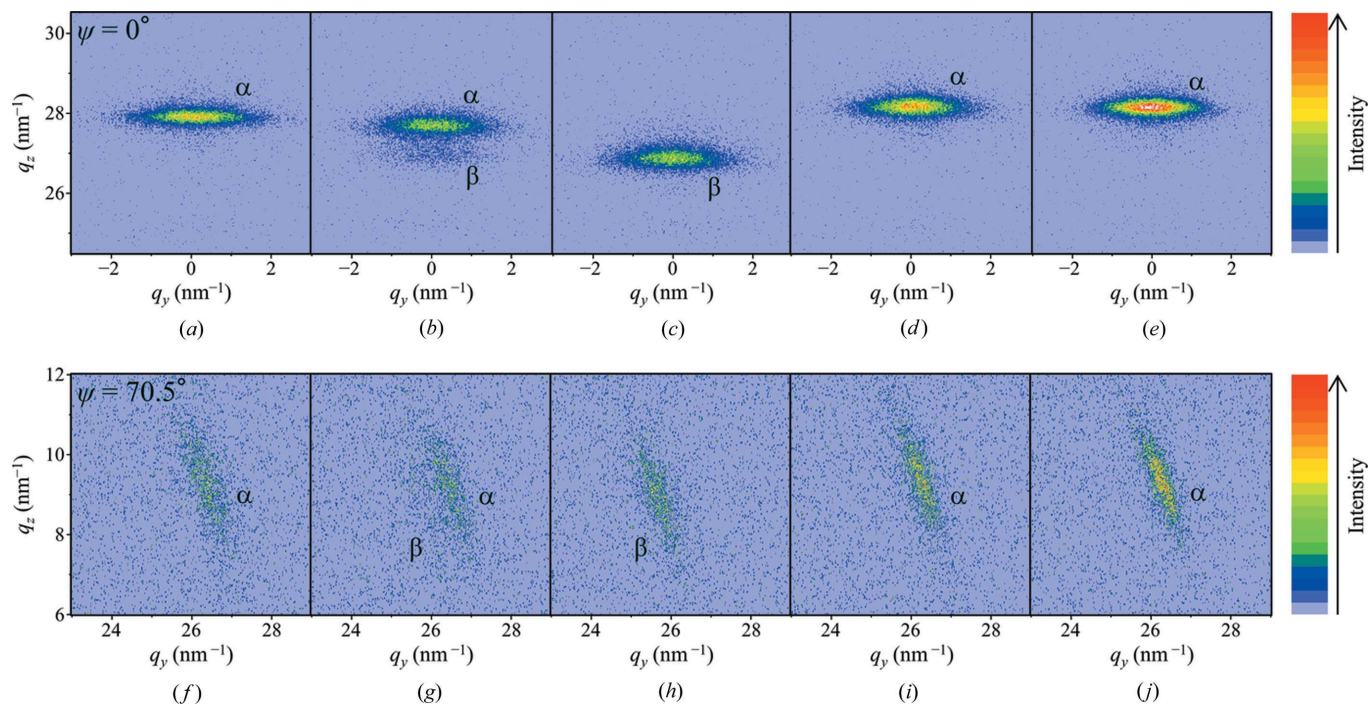 ψ = 0°
α
α
β
β
α
α
30
28
26
q_z (nm⁻¹)
−2 0 2
−2 0 2
−2 0 2
−2 0 2
−2 0 2
q_y (nm⁻¹)
q_y (nm⁻¹)
q_y (nm⁻¹)
q_y (nm⁻¹)
q_y (nm⁻¹)
Intensity
(a)
(b)
(c)
(d)
(e)
ψ = 70.5°
α
α
β
β
α
α
12
10
8
6
q_z (nm⁻¹)
24 26 28
24 26 28
24 26 28
24 26 28
24 26 28
q_y (nm⁻¹)
q_y (nm⁻¹)
q_y (nm⁻¹)
q_y (nm⁻¹)
q_y (nm⁻¹)
Intensity
(f)
(g)
(h)
(i)
(j)